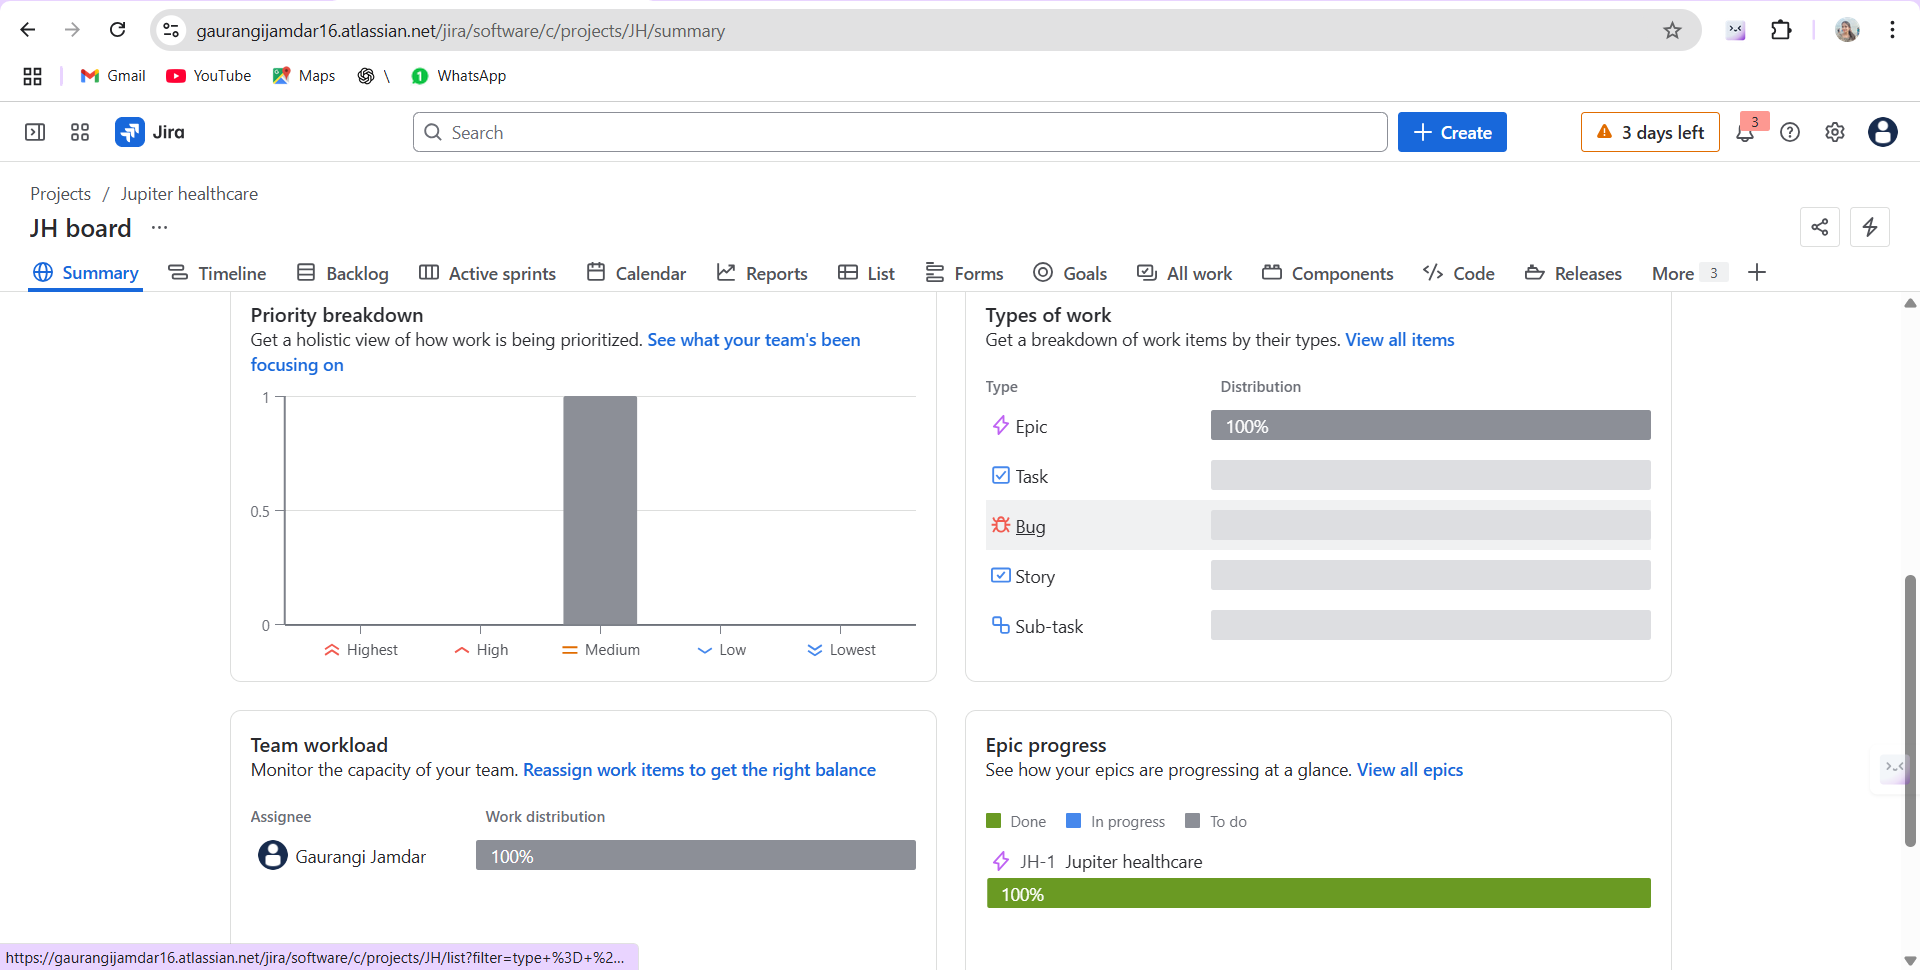 gaurangijamdar16.atlassian.net/jira/software/c/projects/JH/summary
Gmail YouTube Maps \ 1 WhatsApp
Jira Search Create 3 days left 3
Projects / Jupiter healthcare
JH board ...
Summary Timeline Backlog Active sprints Calendar Reports List Forms Goals All work Components Code Releases More 3
Priority breakdown
Get a holistic view of how work is being prioritized. See what your team's been
focusing on
1
0.5
0
Highest High Medium Low Lowest
Types of work
Get a breakdown of work items by their types. View all items
Type Distribution
Epic 100%
Task
Bug
Story
Sub-task
Team workload
Monitor the capacity of your team. Reassign work items to get the right balance
Assignee Work distribution
Gaurangi Jamdar 100%
Epic progress
See how your epics are progressing at a glance. View all epics
Done In progress To do
JH-1 Jupiter healthcare
100%
https://gaurangijamdar16.atlassian.net/jira/software/c/projects/JH/list?filter=type+%3D+%2...